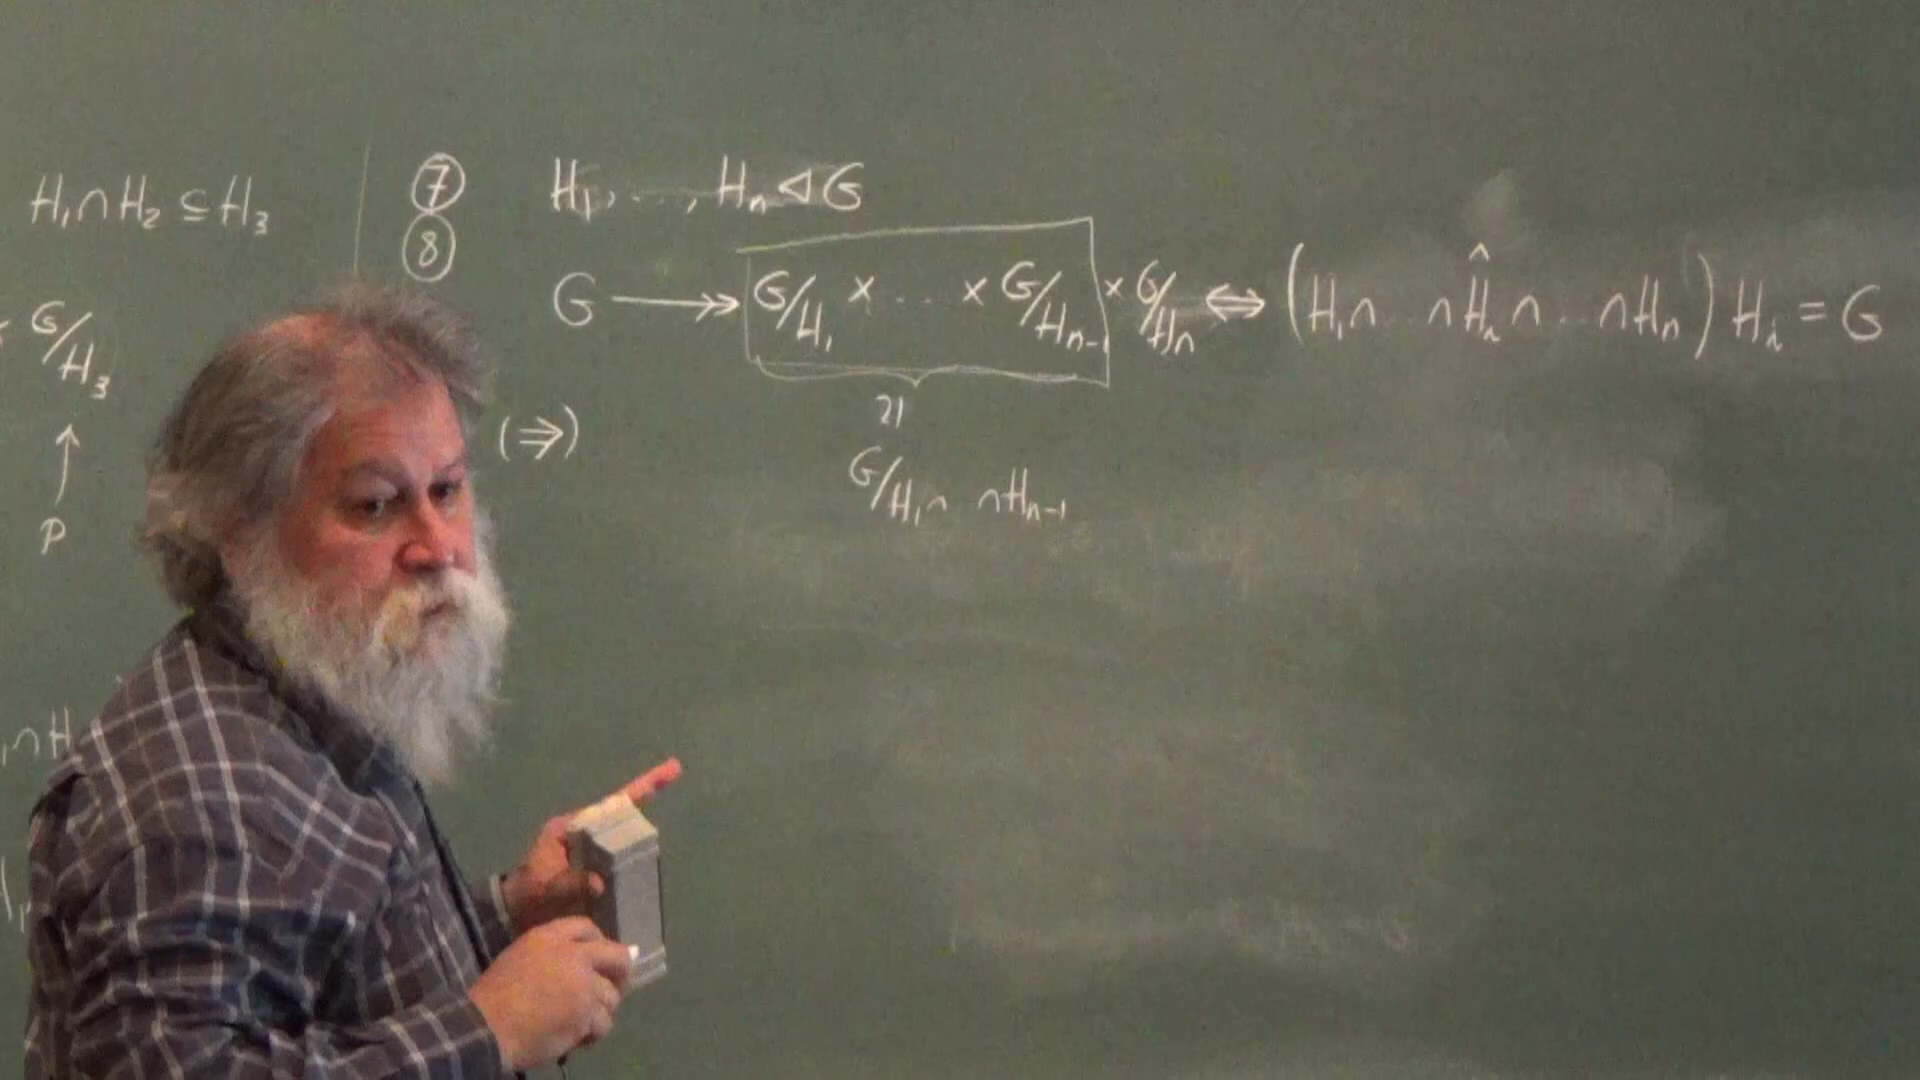 H₁∩H₂ ⊆ H₃
G/H₃
↑
p
₁∩H
⑦ H₁, ..., Hₙ ⊲ G
⑧
G ↠ G/H₁ × ... × G/Hₙ₋₁ × G/Hₙ ⇔ (H₁∩ .. ∩Ĥᵢ∩ ... ∩Hₙ) Hᵢ = G
(⇒)
≀|
G/H₁∩ ∩Hₙ₋₁